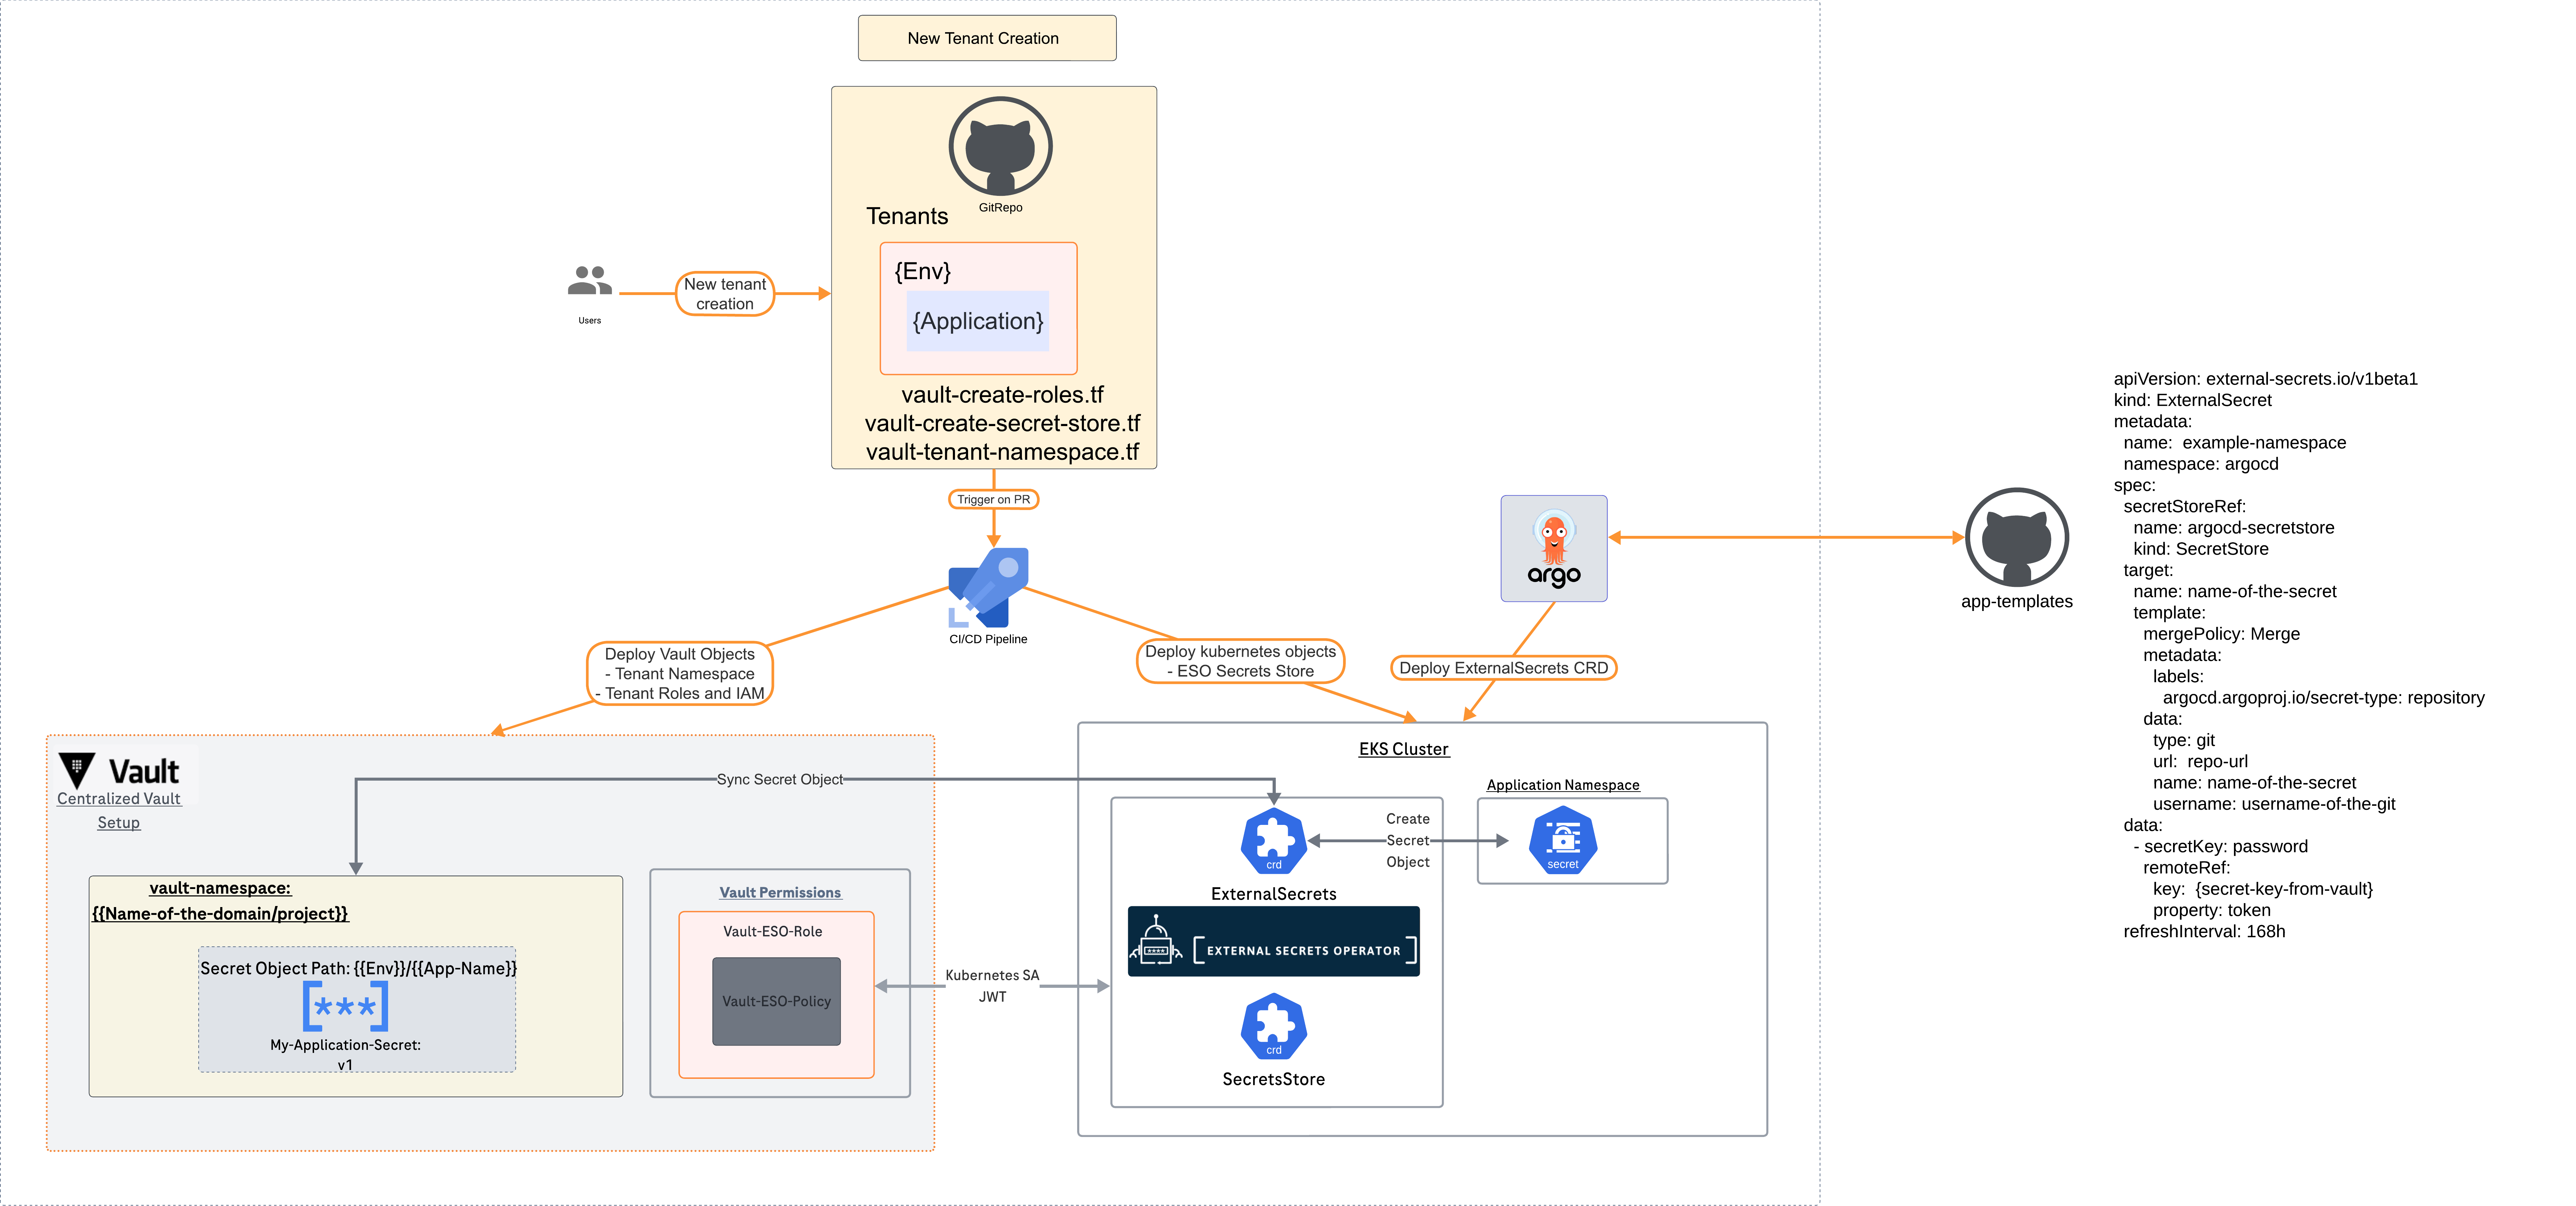 New Tenant Creation
GitRepo
Tenants
{Env}
{Application}
vault-create-roles.tf
vault-create-secret-store.tf
vault-tenant-namespace.tf
Users
New tenant
creation
Trigger on PR
CI/CD Pipeline
Deploy Vault Objects
- Tenant Namespace
- Tenant Roles and IAM
Deploy kubernetes objects
- ESO Secrets Store
argo
Deploy ExternalSecrets CRD
app-templates
Vault
Centralized Vault
Setup
Sync Secret Object
vault-namespace:
{{Name-of-the-domain/project}}
Secret Object Path: {{Env}}/{{App-Name}}
[***]
My-Application-Secret:
v1
Vault Permissions
Vault-ESO-Role
Vault-ESO-Policy
Kubernetes SA
JWT
EKS Cluster
crd
ExternalSecrets
[ EXTERNAL SECRETS OPERATOR ]
crd
SecretsStore
Create
Secret
Object
Application Namespace
secret
apiVersion: external-secrets.io/v1beta1
kind: ExternalSecret
metadata:
  name:  example-namespace
  namespace: argocd
spec:
  secretStoreRef:
    name: argocd-secretstore
    kind: SecretStore
  target:
    name: name-of-the-secret
    template:
      mergePolicy: Merge
      metadata:
        labels:
          argocd.argoproj.io/secret-type: repository
      data:
        type: git
        url:  repo-url
        name: name-of-the-secret
        username: username-of-the-git
  data:
    - secretKey: password
      remoteRef:
        key:  {secret-key-from-vault}
        property: token
  refreshInterval: 168h